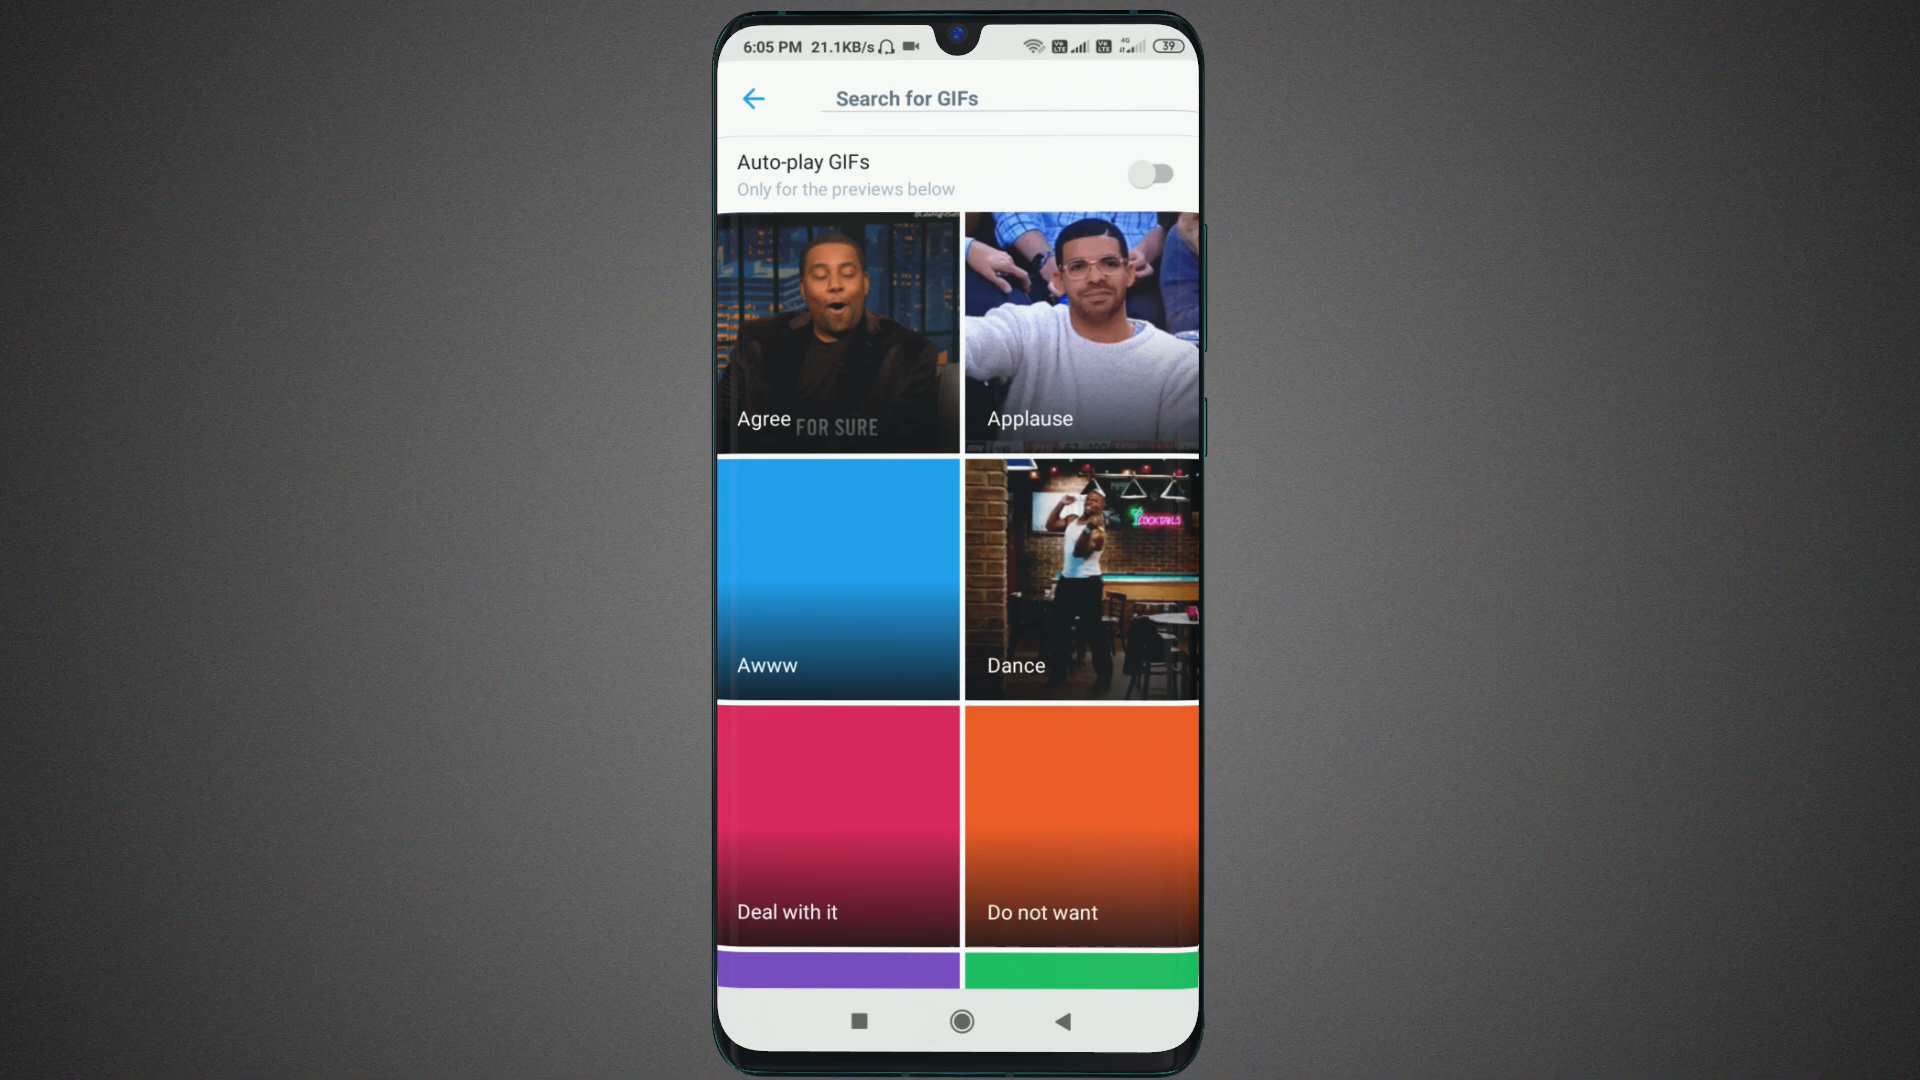 6:05 PM 21.1KB/s 4G 39
Search for GIFs
Auto-play GIFs
Only for the previews below
Agree FOR SURE
Applause
Awww
COCKTAILS
Dance
Deal with it
Do not want